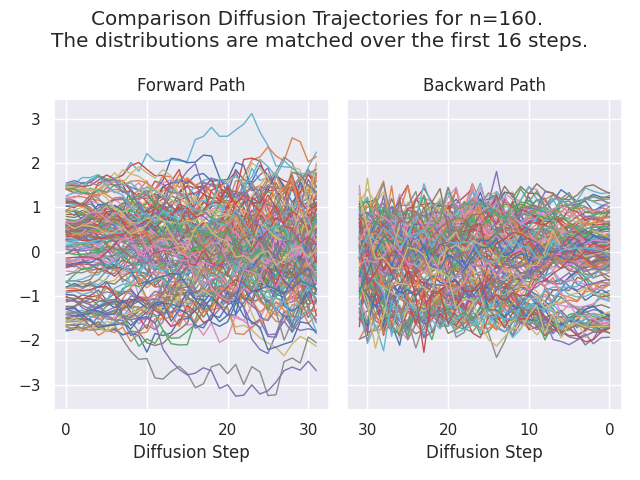 Comparison Diffusion Trajectories for n=160.
The distributions are matched over the first 16 steps.
Forward Path
Backward Path
3
2
1
0
−1
−2
−3
0 10 20 30
30 20 10 0
Diffusion Step
Diffusion Step